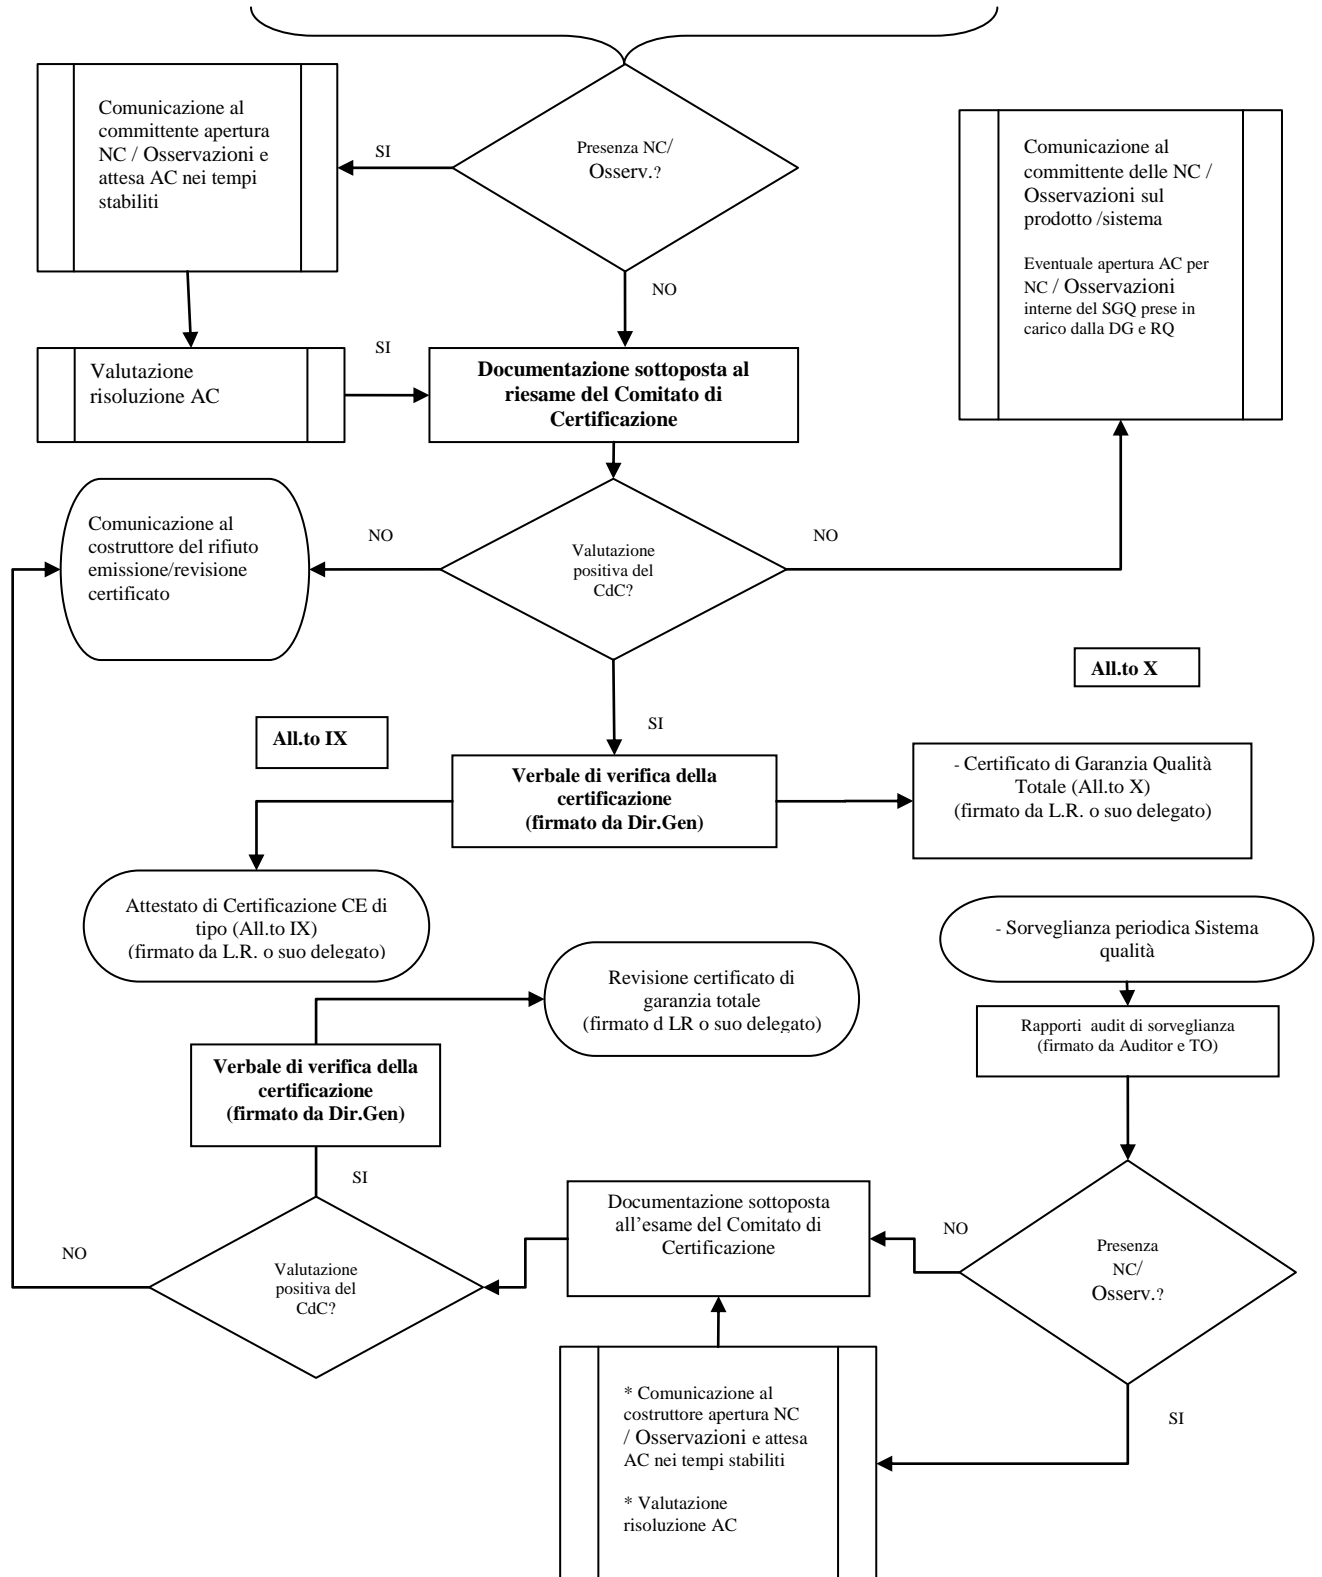 Comunicazione al
committente apertura
NC / Osservazioni e
attesa AC nei tempi
stabiliti
SI
Presenza NC/
Osserv.?
Comunicazione al
committente delle NC /
Osservazioni sul
prodotto /sistema
Eventuale apertura AC per
NC / Osservazioni
interne del SGQ prese in
carico dalla DG e RQ
NO
Valutazione
risoluzione AC
SI
Documentazione sottoposta al
riesame del Comitato di
Certificazione
Comunicazione al
costruttore del rifiuto
emissione/revisione
certificato
NO
Valutazione
positiva del
CdC?
NO
All.to X
SI
All.to IX
Verbale di verifica della
certificazione
(firmato da Dir.Gen)
- Certificato di Garanzia Qualità
Totale (All.to X)
(firmato da L.R. o suo delegato)
Attestato di Certificazione CE di
tipo (All.to IX)
(firmato da L.R. o suo delegato)
- Sorveglianza periodica Sistema
qualità
Revisione certificato di
garanzia totale
(firmato d LR o suo delegato)
Rapporti audit di sorveglianza
(firmato da Auditor e TO)
Verbale di verifica della
certificazione
(firmato da Dir.Gen)
SI
Documentazione sottoposta
all’esame del Comitato di
Certificazione
NO
Presenza
NC/
Osserv.?
NO
Valutazione
positiva del
CdC?
* Comunicazione al
costruttore apertura NC
/ Osservazioni e attesa
AC nei tempi stabiliti
* Valutazione
risoluzione AC
SI